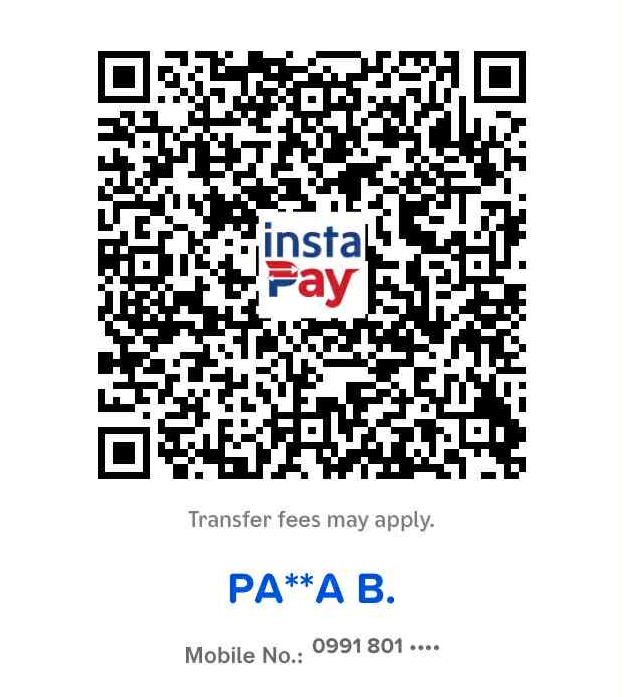 insta
Pay
Transfer fees may apply.
PA**A B.
Mobile No.: 0991 801 ••••